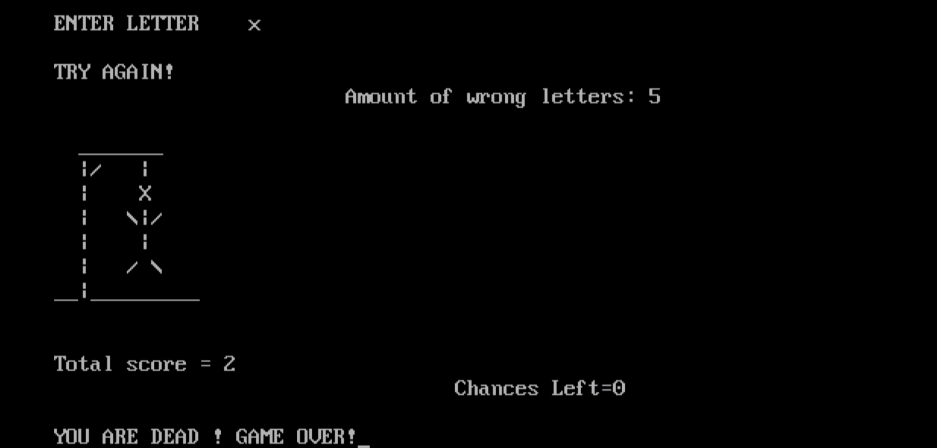 ENTER LETTER    x
TRY AGAIN!
Amount of wrong letters: 5
X
Total score = 2
Chances Left=0
YOU ARE DEAD ! GAME OVER!_